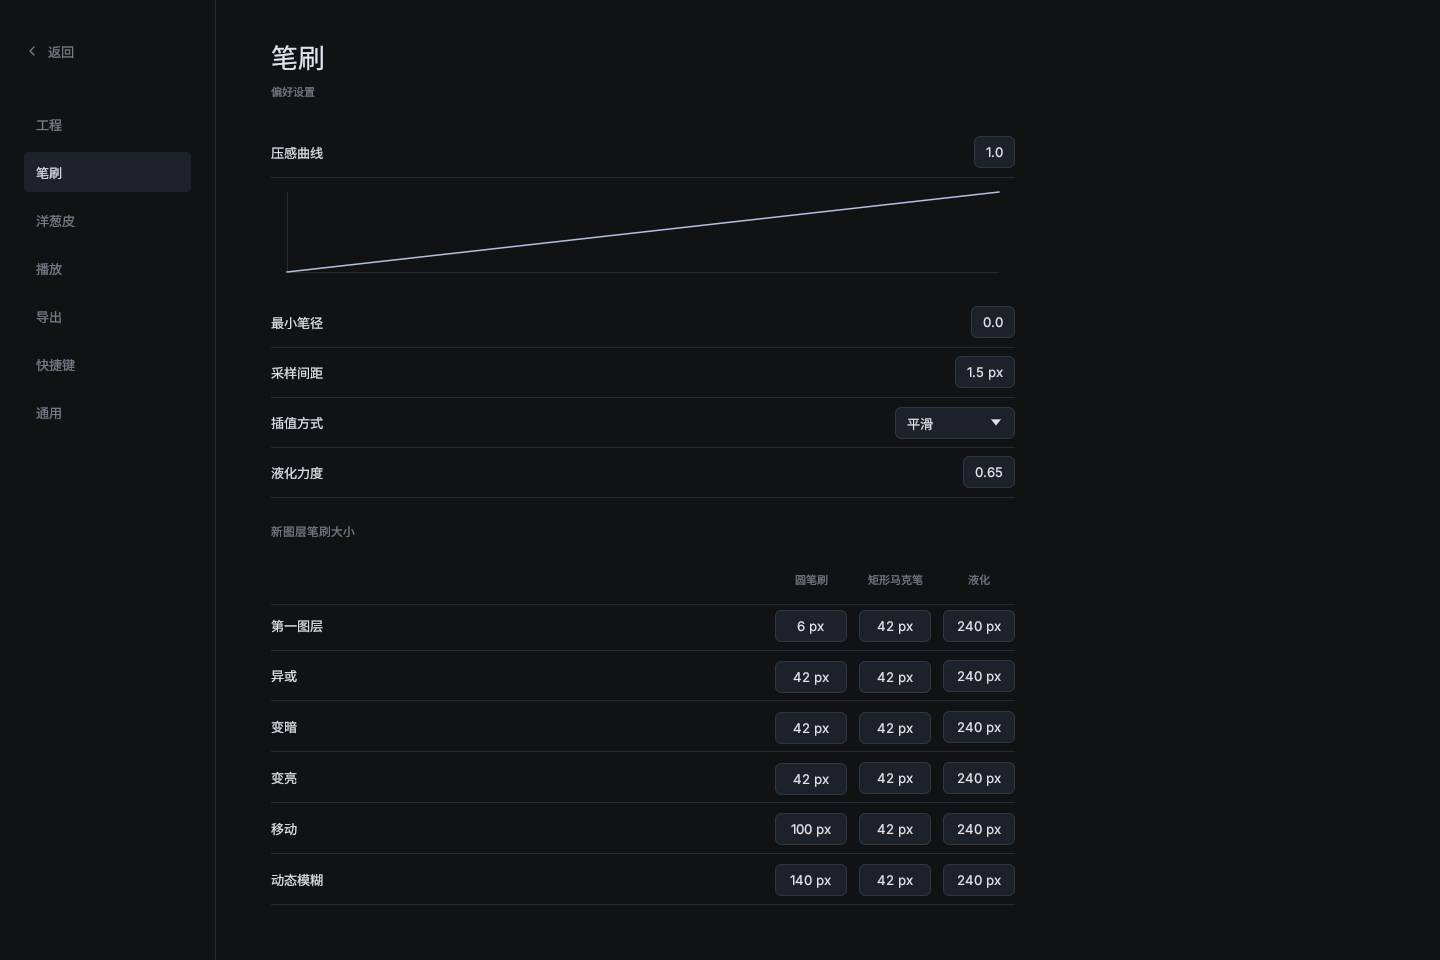 返回
工程
笔刷
洋葱皮
播放
导出
快捷键
通用
笔刷
偏好设置
压感曲线 1.0
最小笔径 0.0
采样间距 1.5 px
插值方式 平滑
液化力度 0.65
新图层笔刷大小
圆笔刷 矩形马克笔 液化
第一图层 6 px 42 px 240 px
异或 42 px 42 px 240 px
变暗 42 px 42 px 240 px
变亮 42 px 42 px 240 px
移动 100 px 42 px 240 px
动态模糊 140 px 42 px 240 px